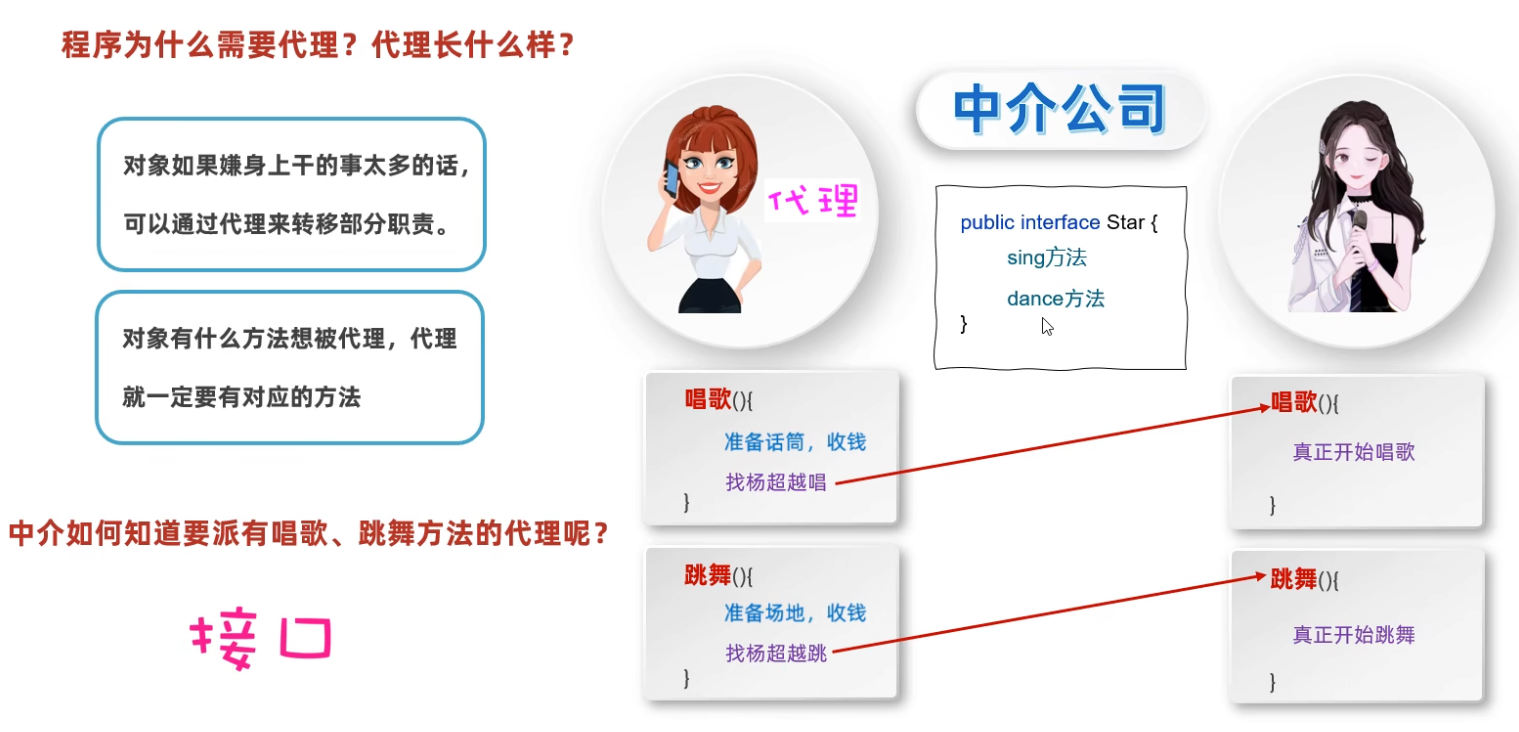 程序为什么需要代理？代理长什么样？
对象如果嫌身上干的事太多的话，
可以通过代理来转移部分职责。
对象有什么方法想被代理，代理
就一定要有对应的方法
中介如何知道要派有唱歌、跳舞方法的代理呢？
接口
代理
中介公司
public interface Star {
sing方法
dance方法
}
唱歌(){
准备话筒，收钱
找杨超越唱
}
跳舞(){
准备场地，收钱
找杨超越跳
}
唱歌(){
真正开始唱歌
}
跳舞(){
真正开始跳舞
}